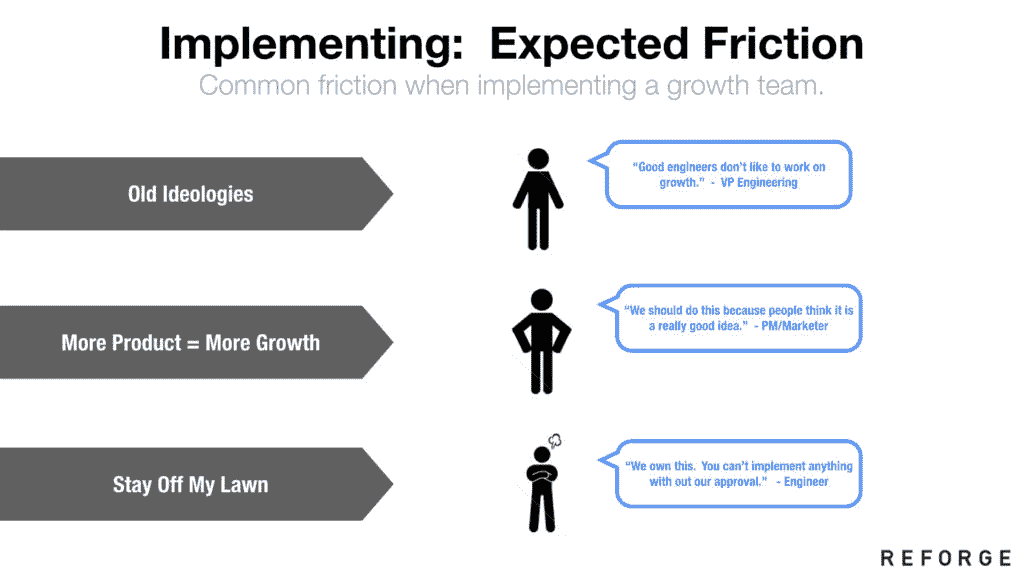 Implementing:  Expected Friction
Common friction when implementing a growth team.
Old Ideologies
“Good engineers don’t like to work on
growth.”  -  VP Engineering
More Product = More Growth
“We should do this because people think it is
a really good idea.”  - PM/Marketer
Stay Off My Lawn
“We own this.  You can’t implement anything
with out our approval.”   - Engineer
REFORGE